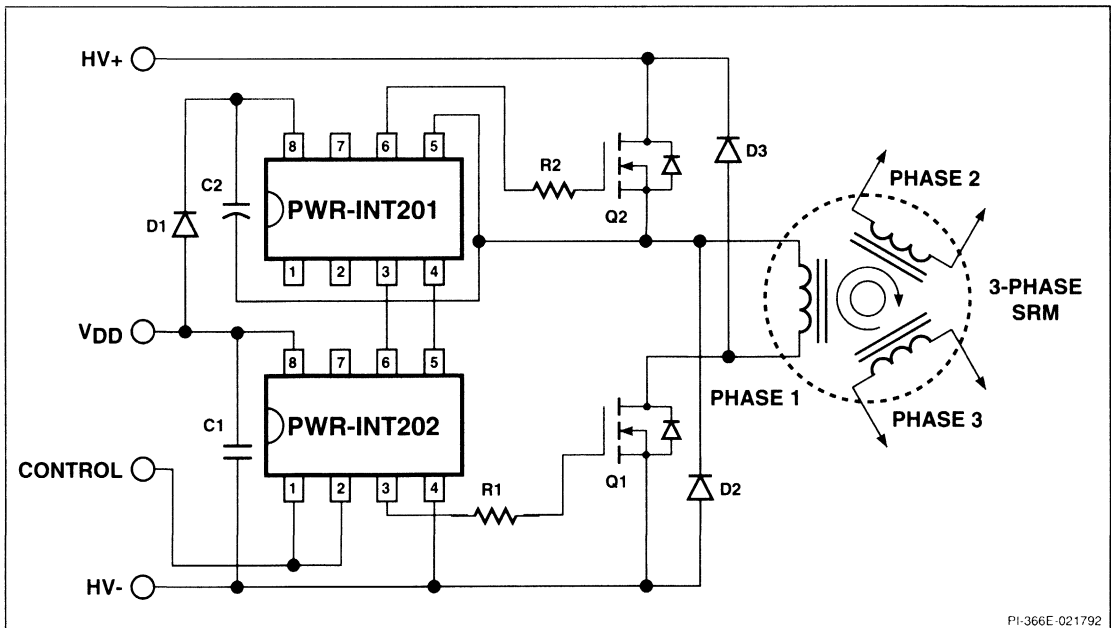 HV+
8
7
6
5
D3
R2
PHASE 2
C2
D1
PWR-INT201
Q2
1
2
3
4
3-PHASE
SRM
VDD
8
7
6
5
PHASE 1
C1
PWR-INT202
PHASE 3
CONTROL
R1
Q1
D2
1
2
3
4
HV-
PI-366E-021792